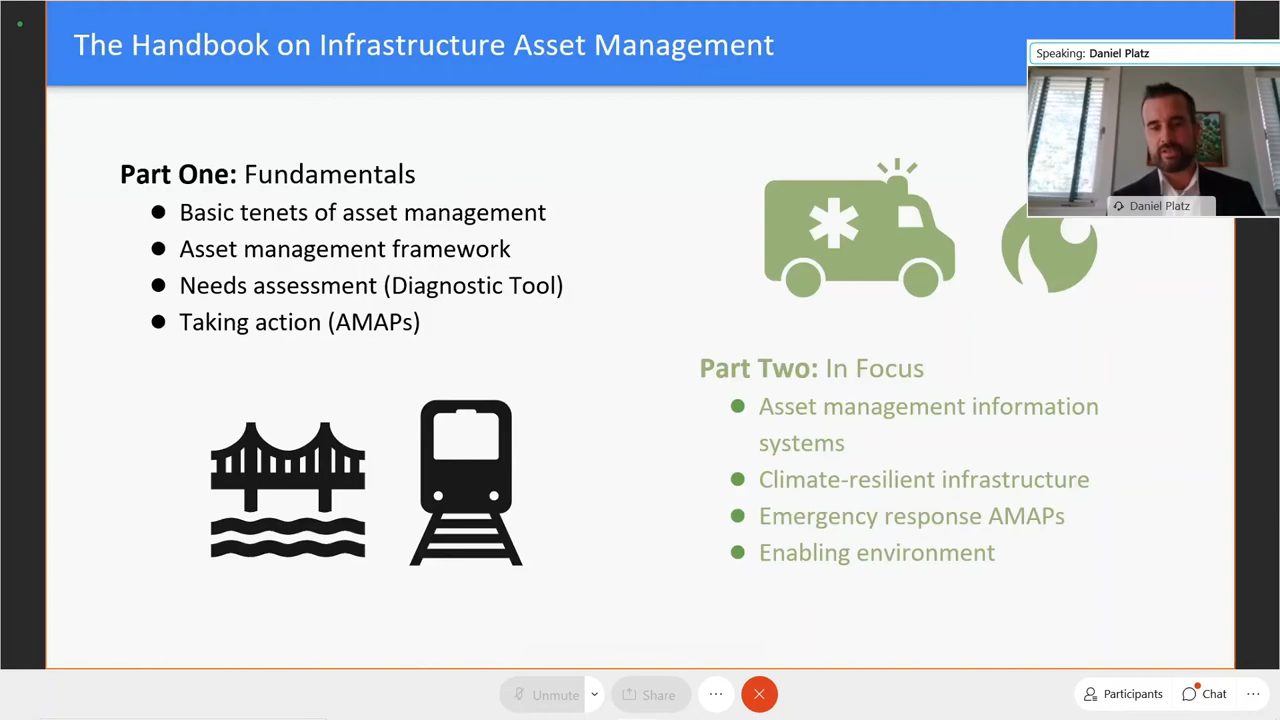 The Handbook on Infrastructure Asset Management
Speaking: Daniel Platz
Daniel Platz
Part One: Fundamentals
● Basic tenets of asset management
● Asset management framework
● Needs assessment (Diagnostic Tool)
● Taking action (AMAPs)
Part Two: In Focus
● Asset management information
systems
● Climate-resilient infrastructure
● Emergency response AMAPs
● Enabling environment
Unmute
Share
Participants
Chat